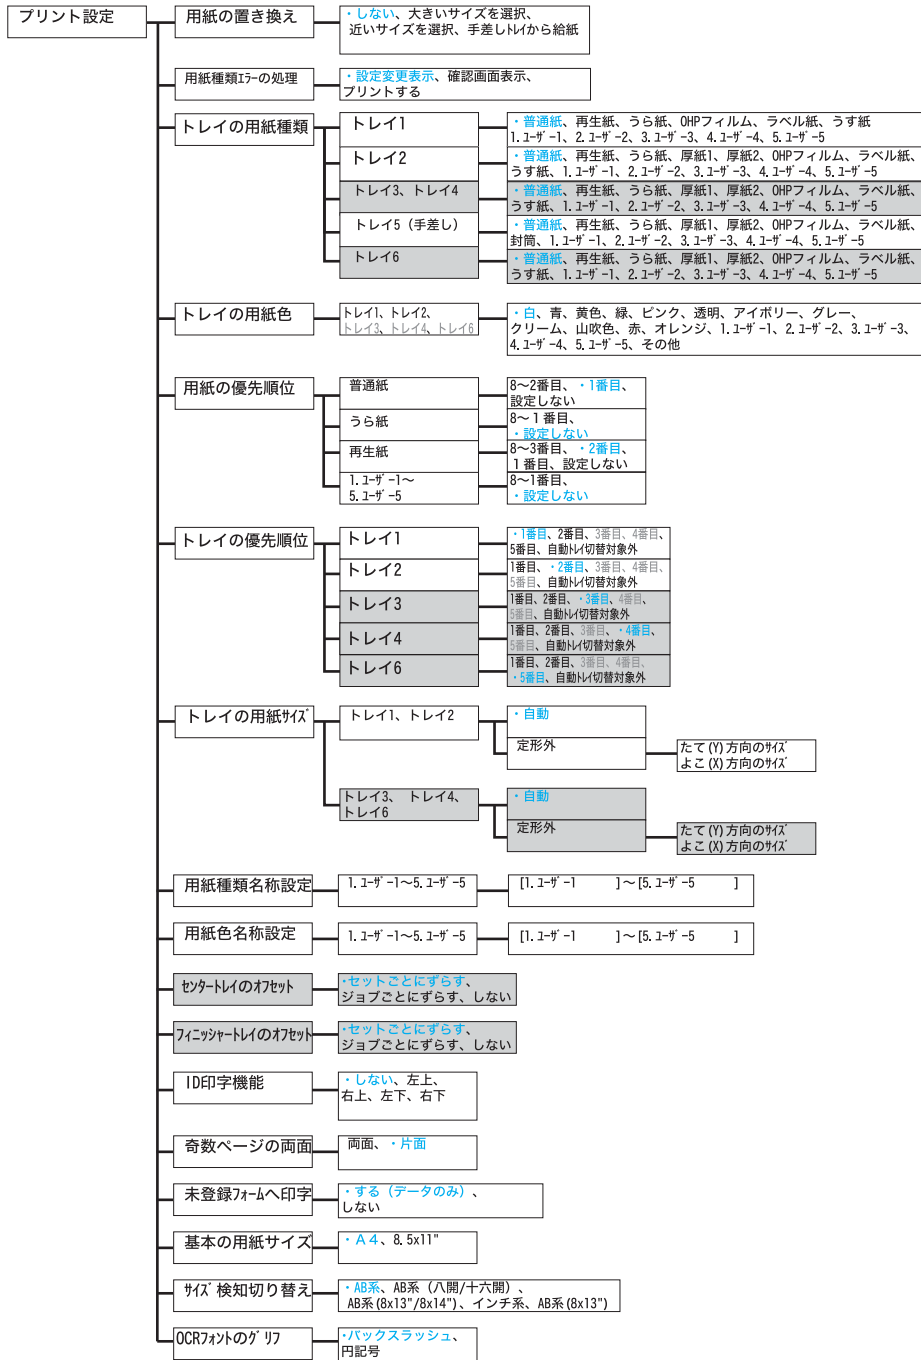 プリント設定
用紙の置き換え
・しない、大きいサイズを選択、
近いサイズを選択、手差しﾄﾚｲから給紙
用紙種類ｴﾗｰの処理
・設定変更表示、確認画面表示、
プリントする
トレイの用紙種類
トレイ1
・普通紙、再生紙、うら紙、OHPフィルム、ラベル紙、うす紙
1.ﾕｰｻﾞｰ1、2.ﾕｰｻﾞｰ2、3.ﾕｰｻﾞｰ3、4.ﾕｰｻﾞｰ4、5.ﾕｰｻﾞｰ5
トレイ2
・普通紙、再生紙、うら紙、厚紙1、厚紙2、OHPフィルム、ラベル紙、
うす紙、1.ﾕｰｻﾞｰ1、2.ﾕｰｻﾞｰ2、3.ﾕｰｻﾞｰ3、4.ﾕｰｻﾞｰ4、5.ﾕｰｻﾞｰ5
トレイ3、トレイ4
・普通紙、再生紙、うら紙、厚紙1、厚紙2、OHPフィルム、ラベル紙、
うす紙、1.ﾕｰｻﾞｰ1、2.ﾕｰｻﾞｰ2、3.ﾕｰｻﾞｰ3、4.ﾕｰｻﾞｰ4、5.ﾕｰｻﾞｰ5
トレイ5（手差し）
・普通紙、再生紙、うら紙、厚紙1、厚紙2、OHPフィルム、ラベル紙、
封筒、1.ﾕｰｻﾞｰ1、2.ﾕｰｻﾞｰ2、3.ﾕｰｻﾞｰ3、4.ﾕｰｻﾞｰ4、5.ﾕｰｻﾞｰ5
トレイ6
・普通紙、再生紙、うら紙、厚紙1、厚紙2、OHPフィルム、ラベル紙、
うす紙、1.ﾕｰｻﾞｰ1、2.ﾕｰｻﾞｰ2、3.ﾕｰｻﾞｰ3、4.ﾕｰｻﾞｰ4、5.ﾕｰｻﾞｰ5
トレイの用紙色
トレイ1、トレイ2、
トレイ3、トレイ4、トレイ6
・白、青、黄色、緑、ピンク、透明、アイボリー、グレー、
クリーム、山吹色、赤、オレンジ、1.ﾕｰｻﾞｰ1、2.ﾕｰｻﾞｰ2、3.ﾕｰｻﾞｰ3、
4.ﾕｰｻﾞｰ4、5.ﾕｰｻﾞｰ5、その他
用紙の優先順位
普通紙
8～2番目、・1番目、
設定しない
うら紙
8～１番目、
・設定しない
再生紙
8～3番目、・2番目、
１番目、設定しない
1.ﾕｰｻﾞｰ1～
5.ﾕｰｻﾞｰ5
8～1番目、
・設定しない
トレイの優先順位
トレイ1
・1番目、2番目、3番目、4番目、
5番目、自動ﾄﾚｲ切替対象外
トレイ2
1番目、・2番目、3番目、4番目、
5番目、自動ﾄﾚｲ切替対象外
トレイ3
1番目、2番目、・3番目、4番目、
5番目、自動ﾄﾚｲ切替対象外
トレイ4
1番目、2番目、3番目、・4番目、
5番目、自動ﾄﾚｲ切替対象外
トレイ6
1番目、2番目、3番目、4番目、
・5番目、自動ﾄﾚｲ切替対象外
トレイの用紙ｻｲｽﾞ
トレイ1、トレイ2
・自動
定形外
たて(Y)方向のｻｲｽﾞ
よこ(X)方向のｻｲｽﾞ
トレイ3、 トレイ4、
トレイ6
・自動
定形外
たて(Y)方向のｻｲｽﾞ
よこ(X)方向のｻｲｽﾞ
用紙種類名称設定
1.ﾕｰｻﾞｰ1～5.ﾕｰｻﾞｰ5
[1.ﾕｰｻﾞｰ1 ]～[5.ﾕｰｻﾞｰ5 ]
用紙色名称設定
1.ﾕｰｻﾞｰ1～5.ﾕｰｻﾞｰ5
[1.ﾕｰｻﾞｰ1 ]～[5.ﾕｰｻﾞｰ5 ]
ｾﾝﾀｰﾄﾚｲのｵﾌｾｯﾄ
・セットごとにずらす、
ジョブごとにずらす、しない
ﾌｨﾆｯｼｬｰﾄﾚｲのｵﾌｾｯﾄ
・セットごとにずらす、
ジョブごとにずらす、しない
ID印字機能
・しない、左上、
右上、左下、右下
奇数ページの両面
両面、・片面
未登録ﾌｫｰﾑへ印字
・する（データのみ）、
しない
基本の用紙サイズ
・Ａ４、8.5x11"
ｻｲｽﾞ検知切り替え
・AB系、AB系（八開/十六開）、
AB系(8x13"/8x14")、インチ系、AB系(8x13")
OCRﾌｫﾝﾄのｸﾞﾘﾌ
・バックスラッシュ、
円記号